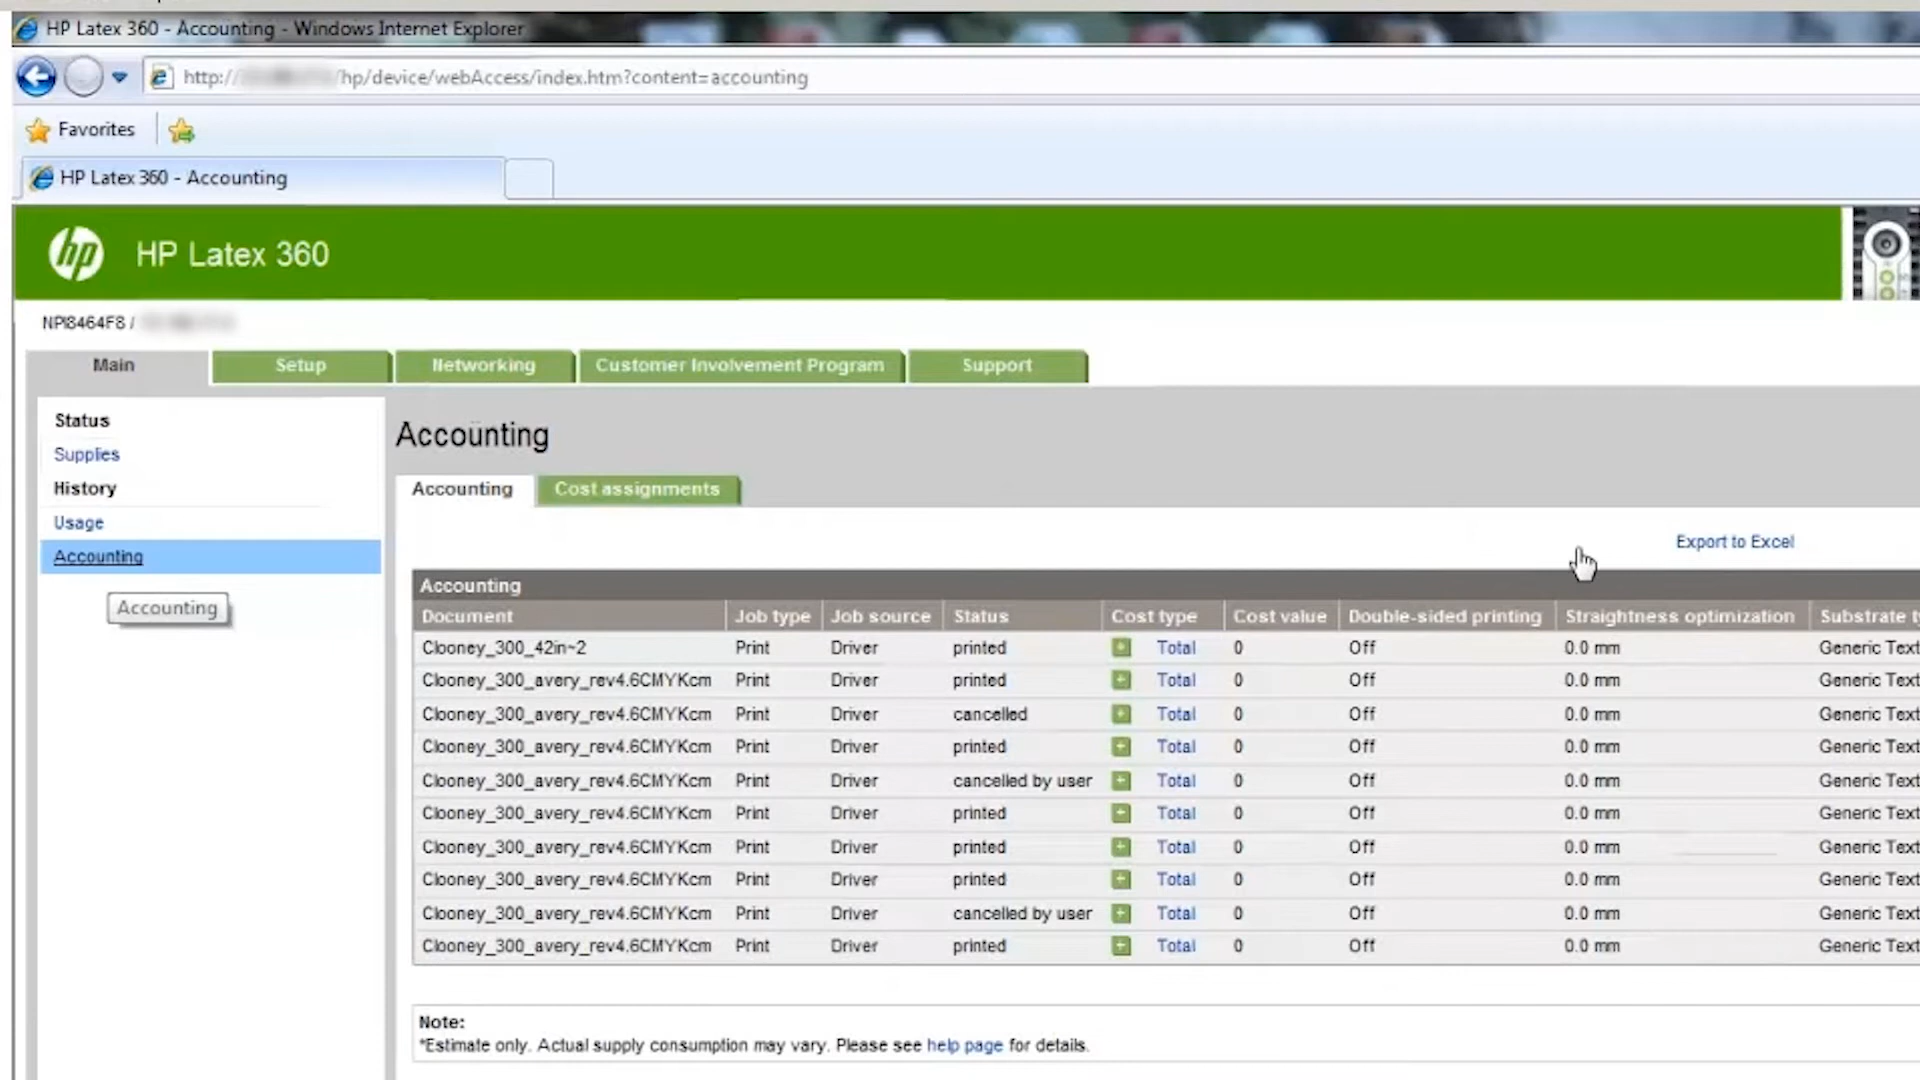 HP Latex 360 - Accounting - Windows Internet Explorer
http:// /hp/device/webAccess/index.htm?content=accounting
Favorites
HP Latex 360 - Accounting
hp HP Latex 360
NPI8464F8 /
Main Setup Networking Customer Involvement Program Support
Status
Supplies
History
Usage
Accounting
Accounting
Accounting
Accounting Cost assignments
Export to Excel
Accounting
Document Job type Job source Status Cost type Cost value Double-sided printing Straightness optimization Substrate
Clooney_300_42in~2 Print Driver printed Total 0 Off 0.0 mm Generic Text
Clooney_300_avery_rev4.6CMYKcm Print Driver printed Total 0 Off 0.0 mm Generic Text
Clooney_300_avery_rev4.6CMYKcm Print Driver cancelled Total 0 Off 0.0 mm Generic Text
Clooney_300_avery_rev4.6CMYKcm Print Driver printed Total 0 Off 0.0 mm Generic Text
Clooney_300_avery_rev4.6CMYKcm Print Driver cancelled by user Total 0 Off 0.0 mm Generic Text
Clooney_300_avery_rev4.6CMYKcm Print Driver printed Total 0 Off 0.0 mm Generic Text
Clooney_300_avery_rev4.6CMYKcm Print Driver printed Total 0 Off 0.0 mm Generic Text
Clooney_300_avery_rev4.6CMYKcm Print Driver printed Total 0 Off 0.0 mm Generic Text
Clooney_300_avery_rev4.6CMYKcm Print Driver cancelled by user Total 0 Off 0.0 mm Generic Text
Clooney_300_avery_rev4.6CMYKcm Print Driver printed Total 0 Off 0.0 mm Generic Text
Note:
*Estimate only. Actual supply consumption may vary. Please see help page for details.